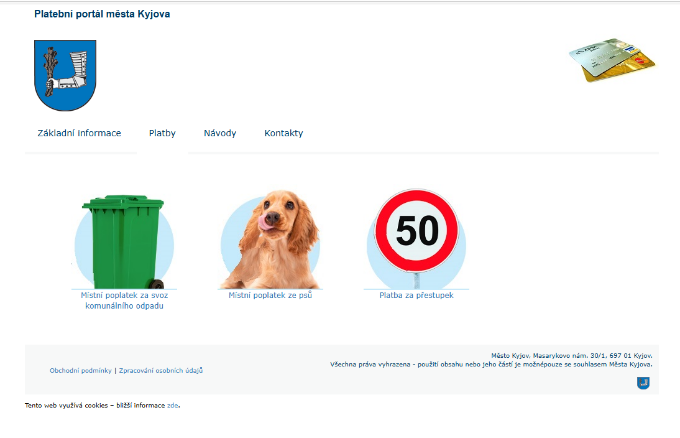 Platební portál města Kyjova
Základní informace
Platby
Návody
Kontakty
50
Místní poplatek za svoz
komunálního odpadu
Místní poplatek ze psů
Platba za přestupek
Město Kyjov, Masarykovo nám. 30/1, 697 01 Kyjov,
Všechna práva vyhrazena - použití obsahu nebo jeho částí je možnépouze se souhlasem Města Kyjova.
Obchodní podmínky | Zpracování osobních údajů
Tento web využívá cookies – bližší informace zde.